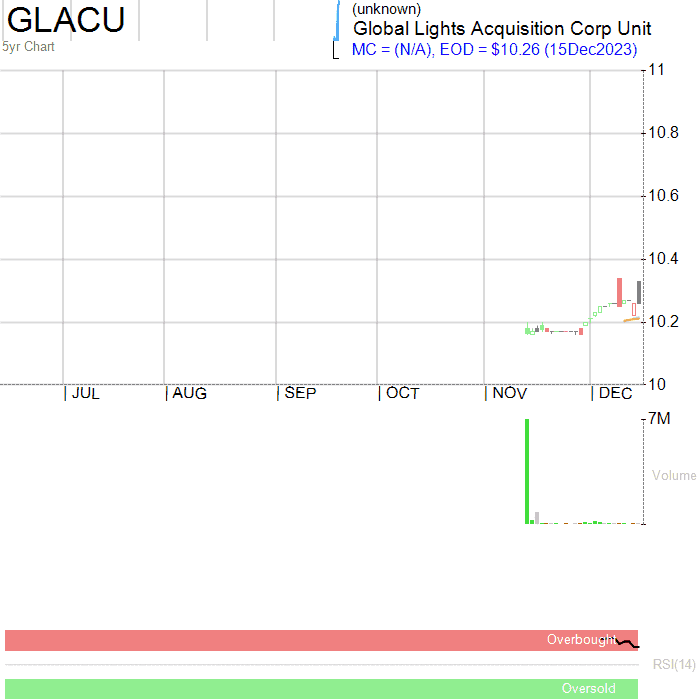 GLACU
(unknown)
Global Lights Acquisition Corp Unit
5yr Chart
MC = (N/A), EOD = $10.26 (15Dec2023)
11
10.8
10.6
10.4
10.2
10
JUL AUG SEP OCT NOV DEC
7M
Volume
Overbought
RSI(14)
Oversold